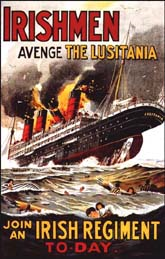 IRISHMEN
AVENGE THE LUSITANIA
JOIN
AN IRISH REGIMENT
TO-DAY